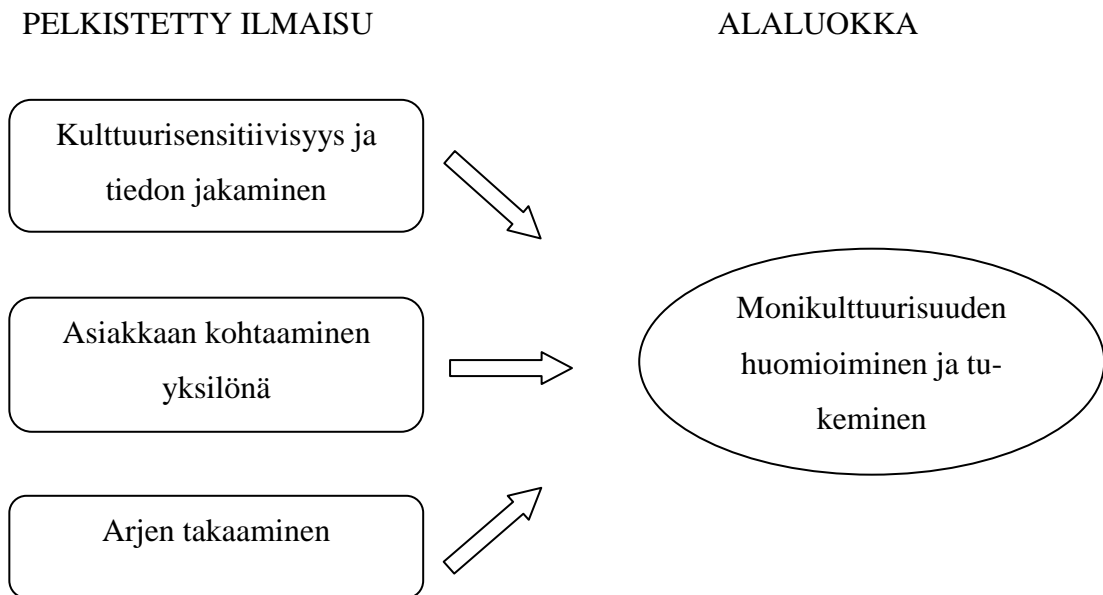 PELKISTETTY ILMAISU
ALALUOKKA
Kulttuurisensitiivisyys ja
tiedon jakaminen
Asiakkaan kohtaaminen
yksilönä
Arjen takaaminen
Monikulttuurisuuden
huomioiminen ja tu-
keminen